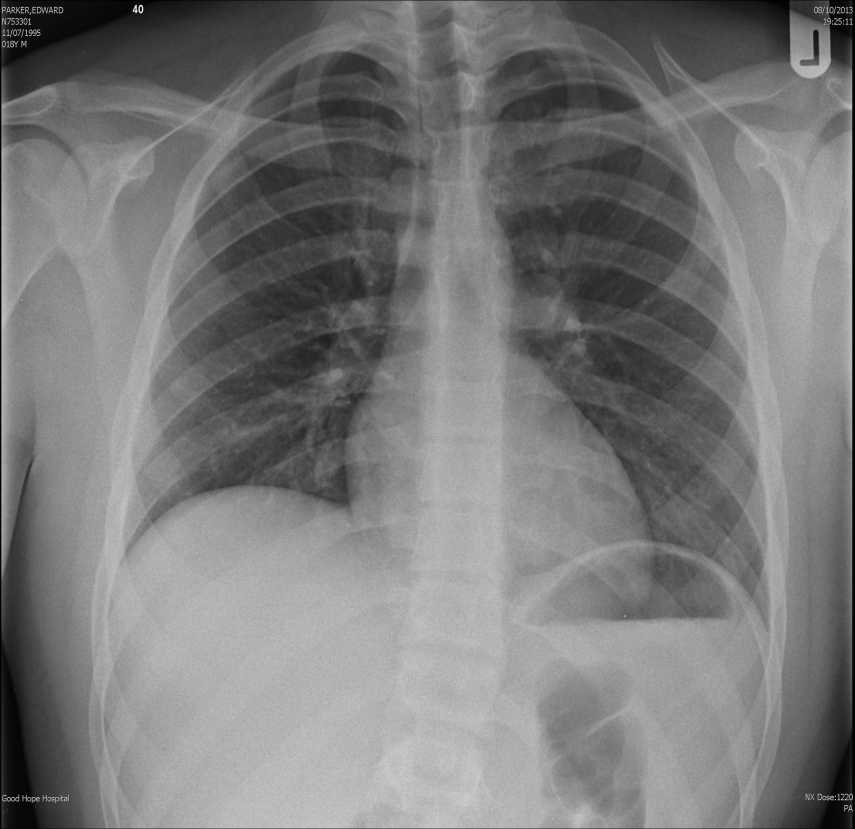 PARKER,EDWARD
N753301
11/07/1995
018Y M
40
08/10/2013
19:25:11
L
Good Hope Hospital
NX Dose:1220
PA